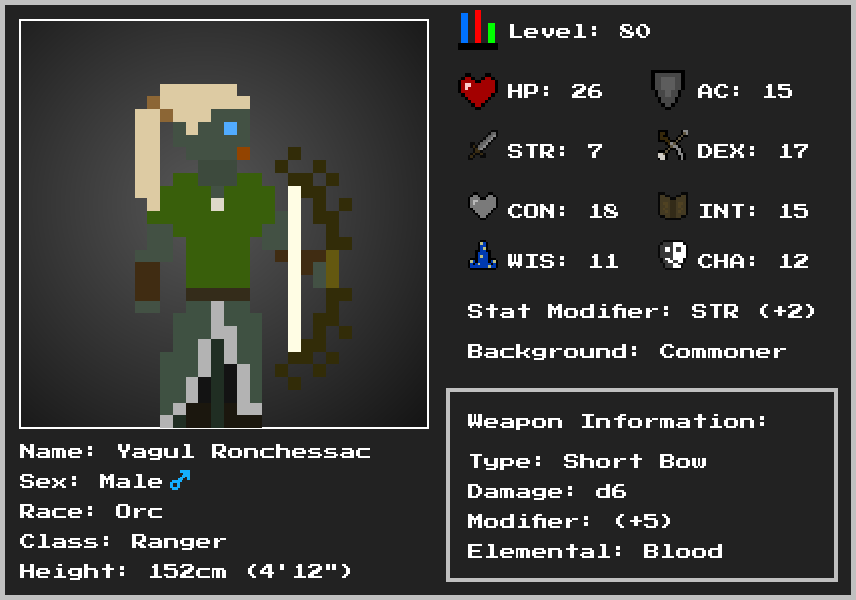 Level: 80
HP: 26 AC: 15
STR: 7 DEX: 17
CON: 18 INT: 15
WIS: 11 CHA: 12
Stat Modifier: STR (+2)
Background: Commoner
Weapon Information:
Type: Short Bow
Damage: d6
Modifier: (+5)
Elemental: Blood
Name: Yagul Ronchessac
Sex: Male ♂
Race: Orc
Class: Ranger
Height: 152cm (4'12")